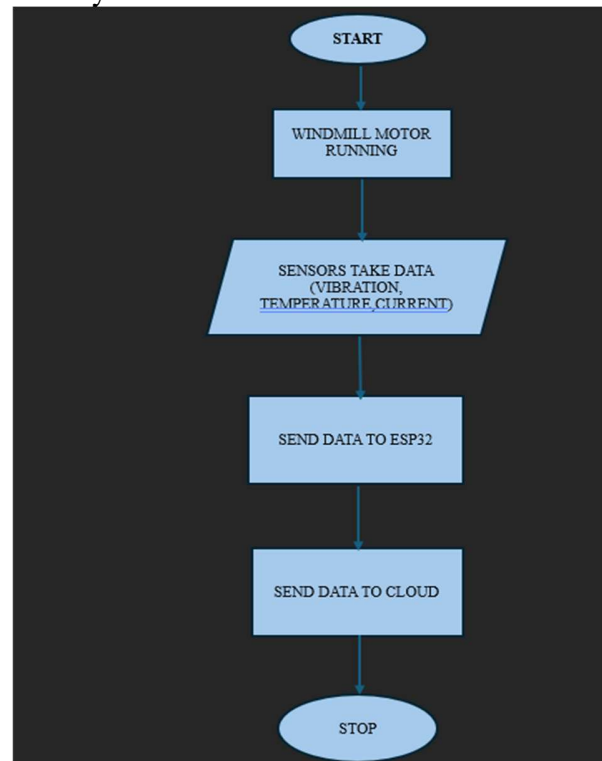 START
WINDMILL MOTOR
RUNNING
SENSORS TAKE DATA
(VIBRATION,
TEMPERATURE,CURRENT)
SEND DATA TO ESP32
SEND DATA TO CLOUD
STOP